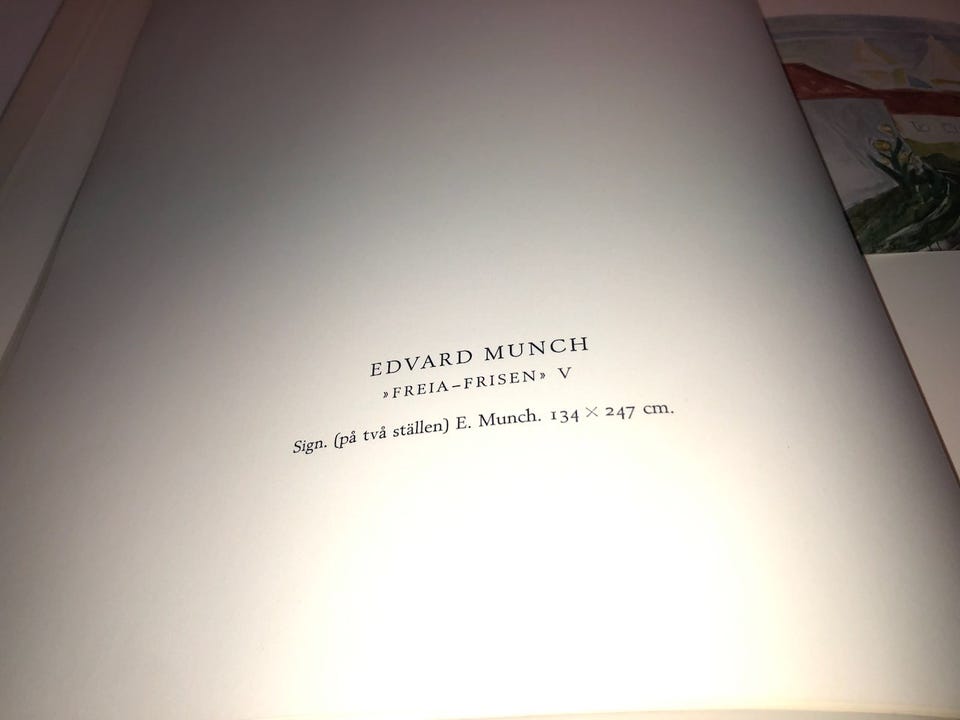 EDVARD MUNCH
»FREIA–FRISEN» V
Sign. (på två ställen) E. Munch. 134 × 247 cm.